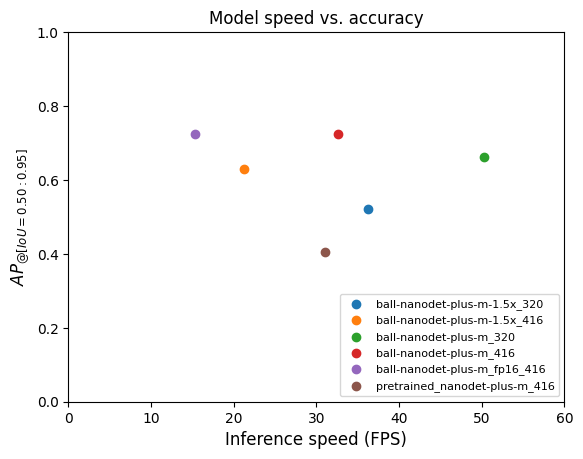 Model speed vs. accuracy
1.0
0.8
0.6
0.4
0.2
0.0
AP@[IoU=0.50:0.95]
0 10 20 30 40 50 60
Inference speed (FPS)
ball-nanodet-plus-m-1.5x_320
ball-nanodet-plus-m-1.5x_416
ball-nanodet-plus-m_320
ball-nanodet-plus-m_416
ball-nanodet-plus-m_fp16_416
pretrained_nanodet-plus-m_416